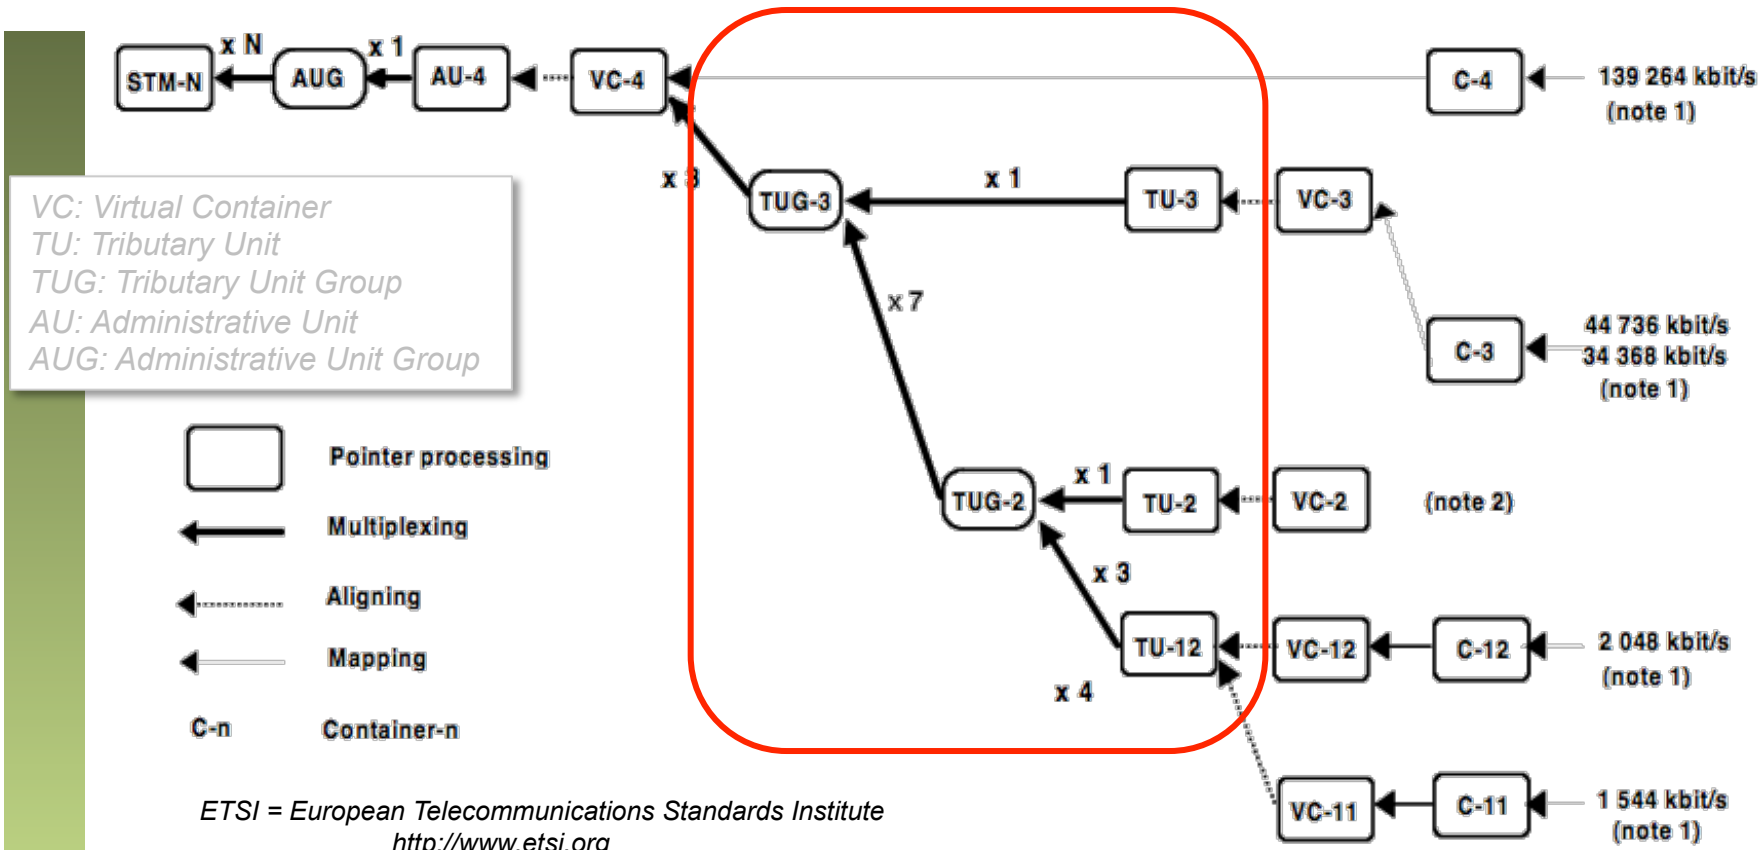 x N
x 1
STM-N
AUG
AU-4
VC-4
C-4
139 264 kbit/s
(note 1)
x 3
TUG-3
x 1
TU-3
VC-3
VC: Virtual Container
TU: Tributary Unit
TUG: Tributary Unit Group
AU: Administrative Unit
AUG: Administrative Unit Group
x 7
C-3
44 736 kbit/s
34 368 kbit/s
(note 1)
Pointer processing
Multiplexing
Aligning
Mapping
C-n
Container-n
TUG-2
x 1
TU-2
VC-2
(note 2)
x 3
TU-12
VC-12
C-12
2 048 kbit/s
(note 1)
x 4
VC-11
C-11
1 544 kbit/s
(note 1)
ETSI = European Telecommunications Standards Institute
http://www.etsi.org